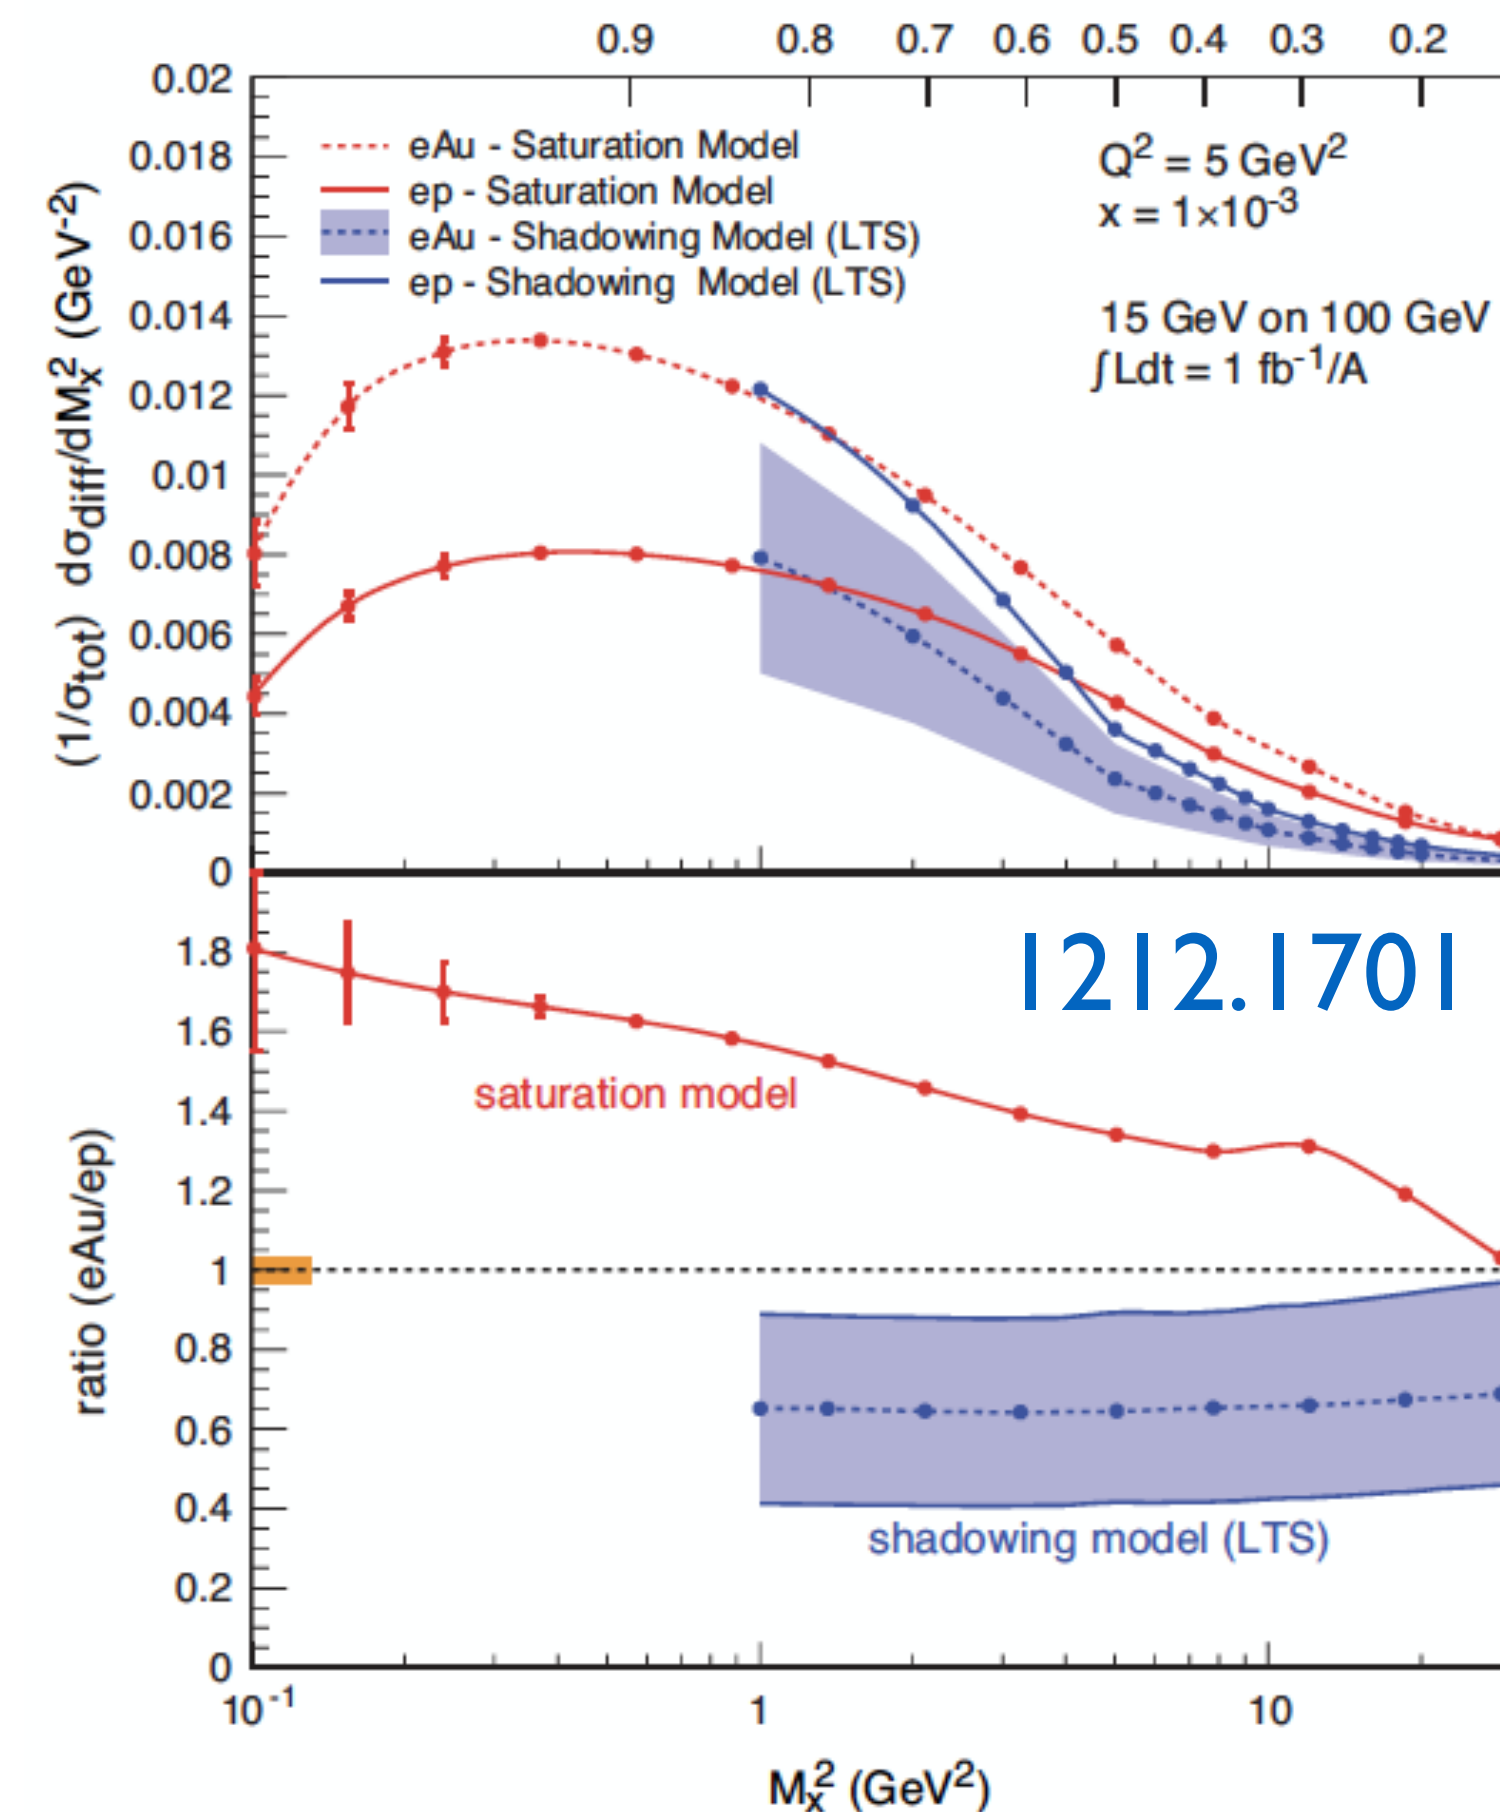 0.9 0.8 0.7 0.6 0.5 0.4 0.3 0.2
0.02
0.018
0.016
0.014
0.012
0.01
0.008
0.006
0.004
0.002
0
(1/σtot) dσdiff/dMx² (GeV⁻²)
eAu - Saturation Model
ep - Saturation Model
eAu - Shadowing Model (LTS)
ep - Shadowing Model (LTS)
Q² = 5 GeV²
x = 1×10⁻³
15 GeV on 100 GeV
∫Ldt = 1 fb⁻¹/A
1.8
1.6
1.4
1.2
1
0.8
0.6
0.4
0.2
0
ratio (eAu/ep)
1212.1701
saturation model
shadowing model (LTS)
10⁻¹ 1 10
Mx² (GeV²)